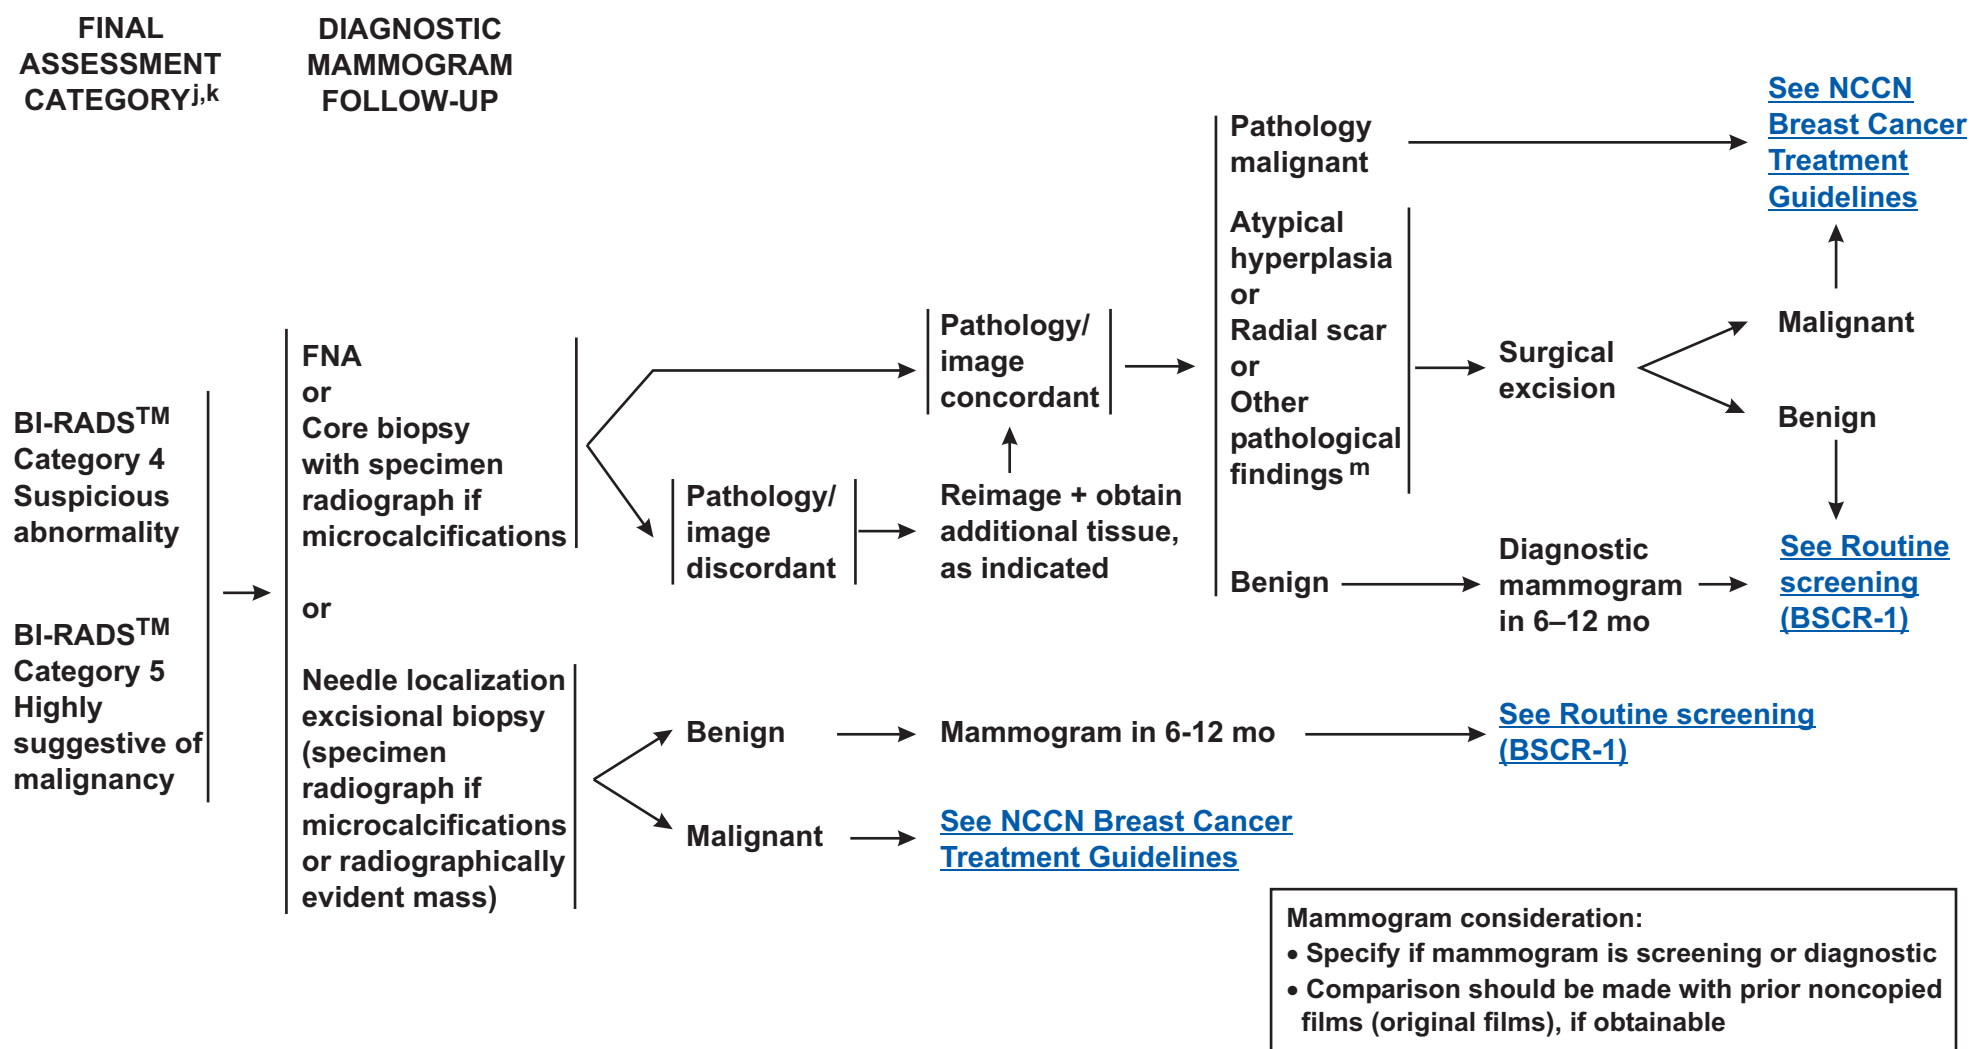 FINAL
ASSESSMENT
CATEGORYj,k
DIAGNOSTIC
MAMMOGRAM
FOLLOW-UP
BI-RADSTM
Category 4
Suspicious
abnormality
BI-RADSTM
Category 5
Highly
suggestive of
malignancy
FNA
or
Core biopsy
with specimen
radiograph if
microcalcifications
or
Needle localization
excisional biopsy
(specimen
radiograph if
microcalcifications
or radiographically
evident mass)
Pathology/
image
concordant
Pathology/
image
discordant
Reimage + obtain
additional tissue,
as indicated
Pathology
malignant
Atypical
hyperplasia
or
Radial scar
or
Other
pathological
findings m
Benign
Surgical
excision
Malignant
Benign
See NCCN
Breast Cancer
Treatment
Guidelines
Diagnostic
mammogram
in 6–12 mo
See Routine
screening
(BSCR-1)
Benign
Mammogram in 6-12 mo
See Routine screening
(BSCR-1)
Malignant
See NCCN Breast Cancer
Treatment Guidelines
Mammogram consideration:
• Specify if mammogram is screening or diagnostic
• Comparison should be made with prior noncopied
films (original films), if obtainable